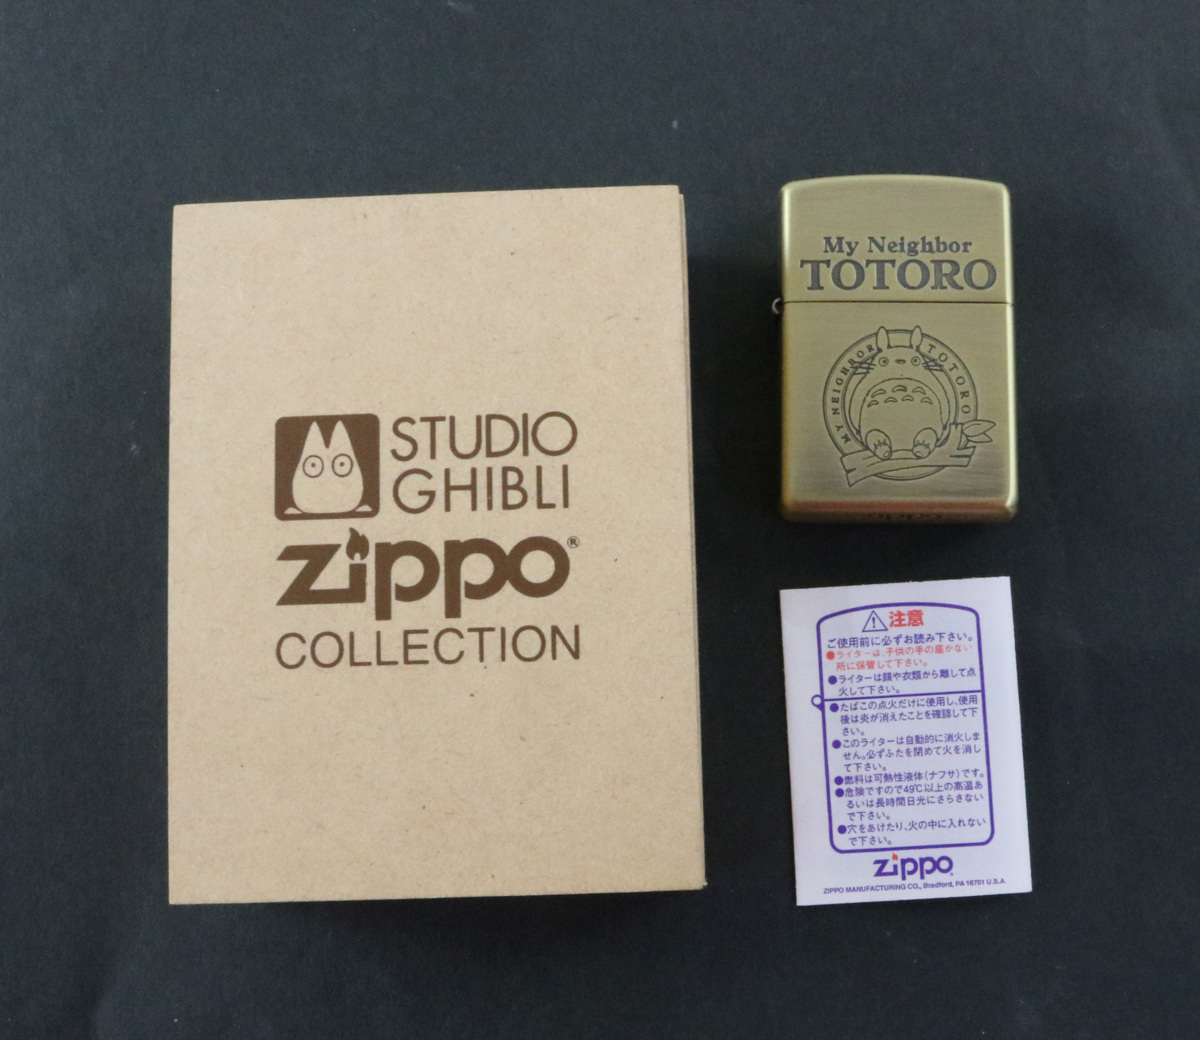 STUDIO
GHIBLI
zippo®
COLLECTION
My Neighbor
TOTORO
MY NEIGHBOR TOTORO
注意
ご使用前に必ずお読み下さい。
●ライターは、子供の手の届かない
所に保管して下さい。
●ライターは顔や衣類から離して点
火して下さい。
●たばこの点火だけに使用し、使用
後は炎が消えたことを確認して下
さい。
●このライターは自動的に消火しま
せん。必ずふたを閉めて火を消し
て下さい。
●燃料は可熱性液体(ナフサ)です。
●危険ですので49℃以上の高温あ
るいは長時間日光にさらさない
で下さい。
●穴をあけたり、火の中に入れない
で下さい。
zippo
ZIPPO MANUFACTURING CO., Bradford, PA 16701 U.S.A.